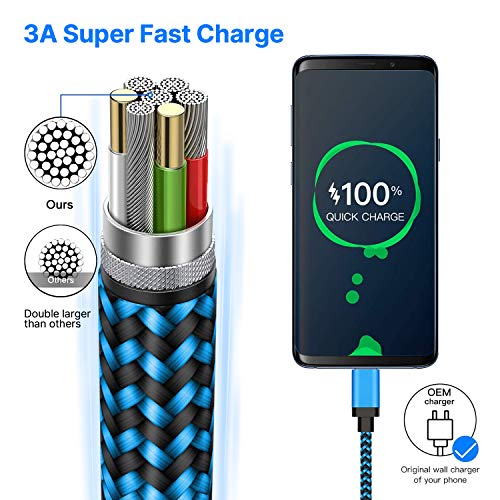 3A Super Fast Charge
Ours
Others
Double larger
than others
100%
QUICK CHARGE
OEM
charger
Original wall charger
of your phone